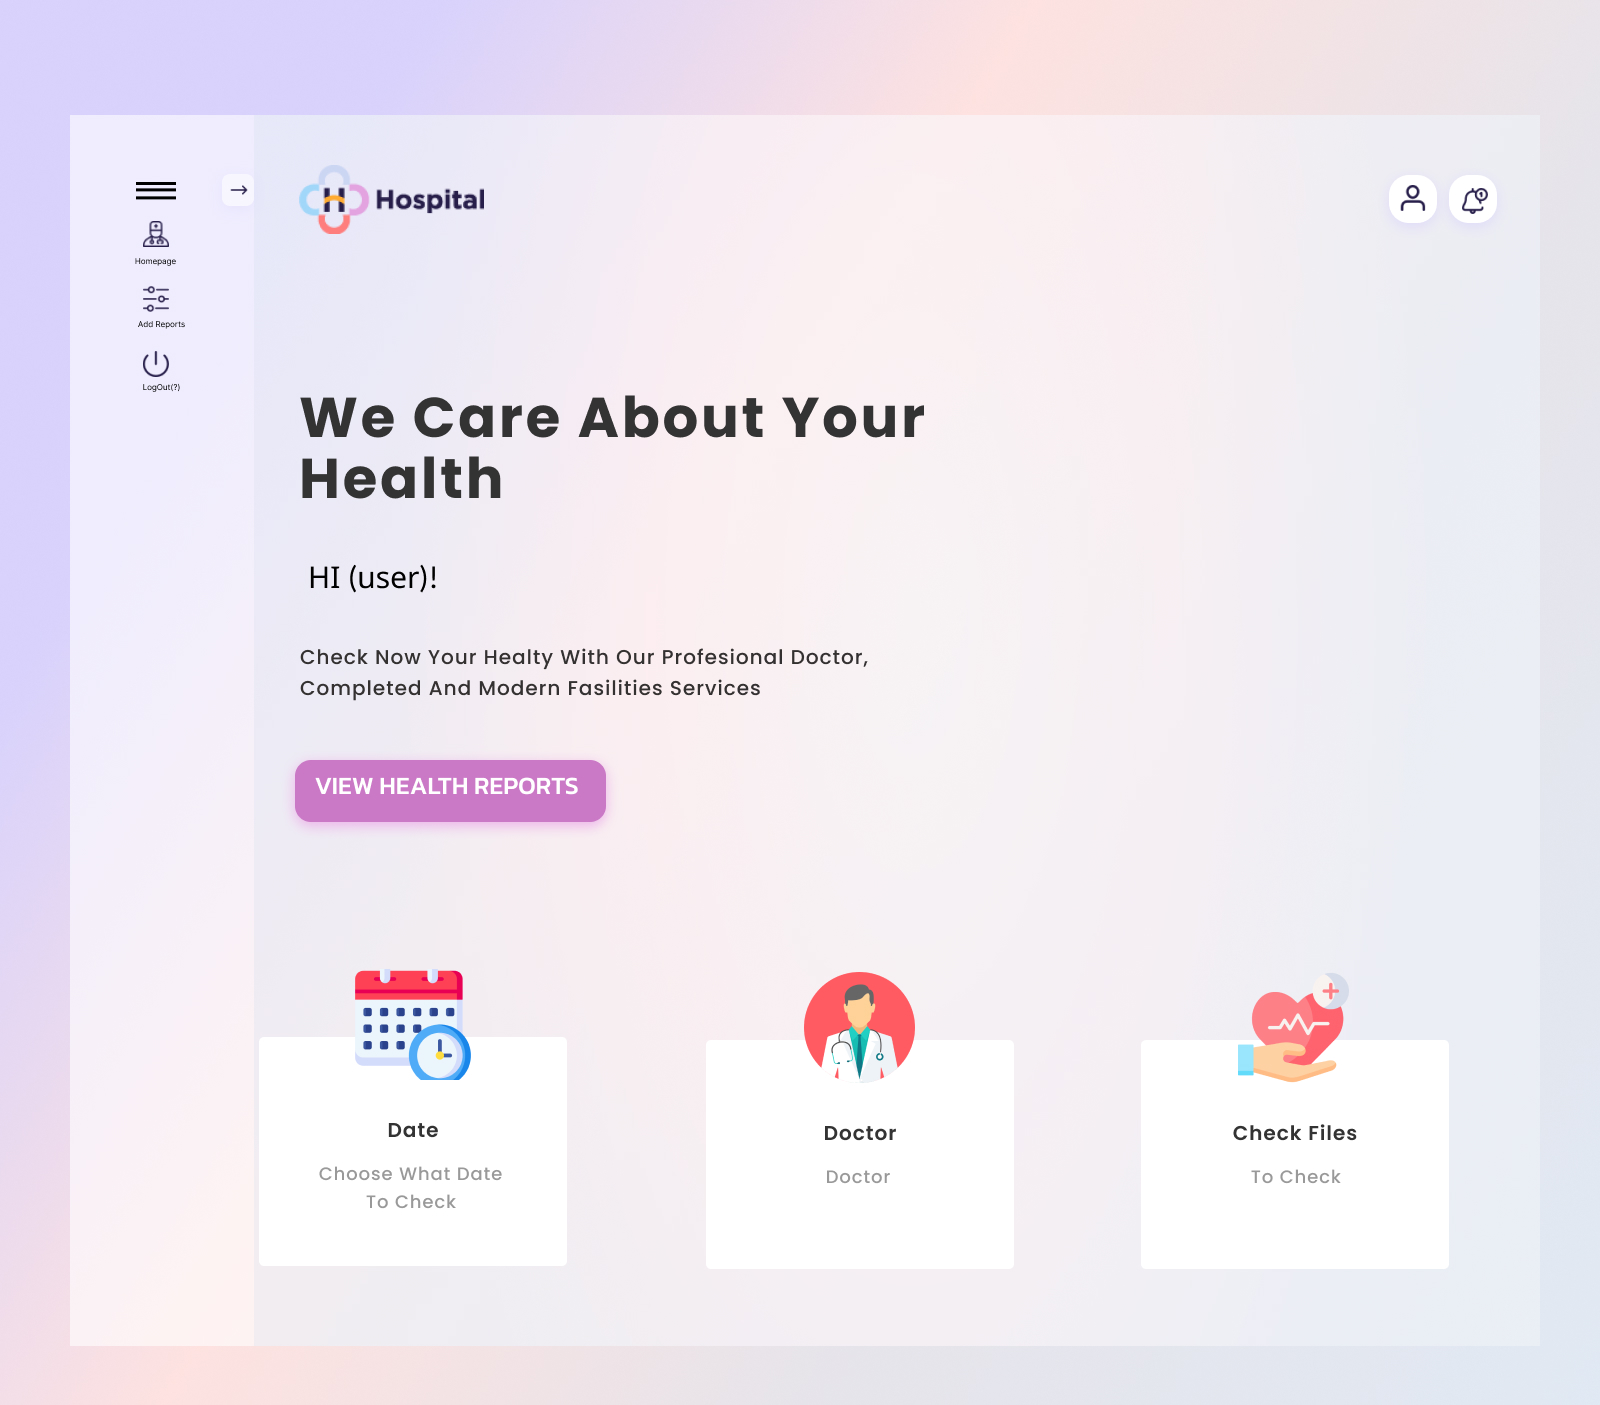 Hospital
Homepage
Add Reports
LogOut(?)
We Care About Your
Health
HI (user)!
Check Now Your Healty With Our Profesional Doctor,
Completed And Modern Fasilities Services
VIEW HEALTH REPORTS
Date
Choose What Date
To Check
Doctor
Doctor
Check Files
To Check